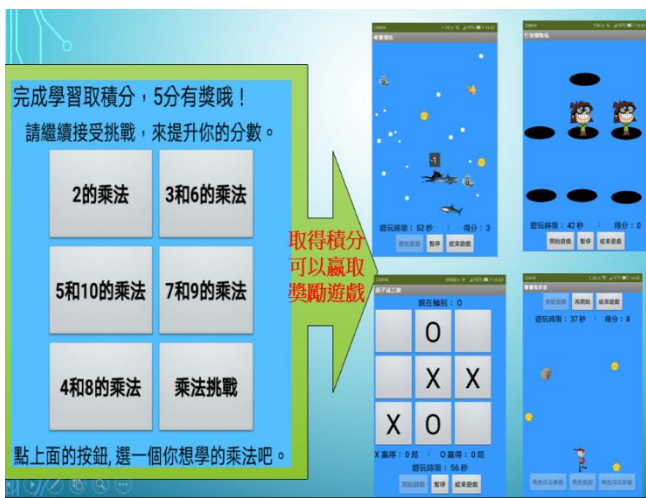 完成學習取積分，5分有獎哦！
請繼續接受挑戰，來提升你的分數。
2的乘法
3和6的乘法
5和10的乘法
7和9的乘法
4和8的乘法
乘法挑戰
點上面的按鈕, 選一個你想學的乘法吧。
取得積分
可以贏取
獎勵遊戲
-1
遊玩時限：52 秒 ： 得分：3
開始遊戲
暫停
結束遊戲
遊玩時限：42 秒 ： 得分：0
開始遊戲
暫停
結束遊戲
現在輪到：O
O
X
X
X
O
X 贏得：0 局 ： O 贏得：0 局
遊玩時限：56 秒
開始遊戲
暫停
結束遊戲
再開始
結束遊戲
遊玩時限：37 秒 ： 得分：8